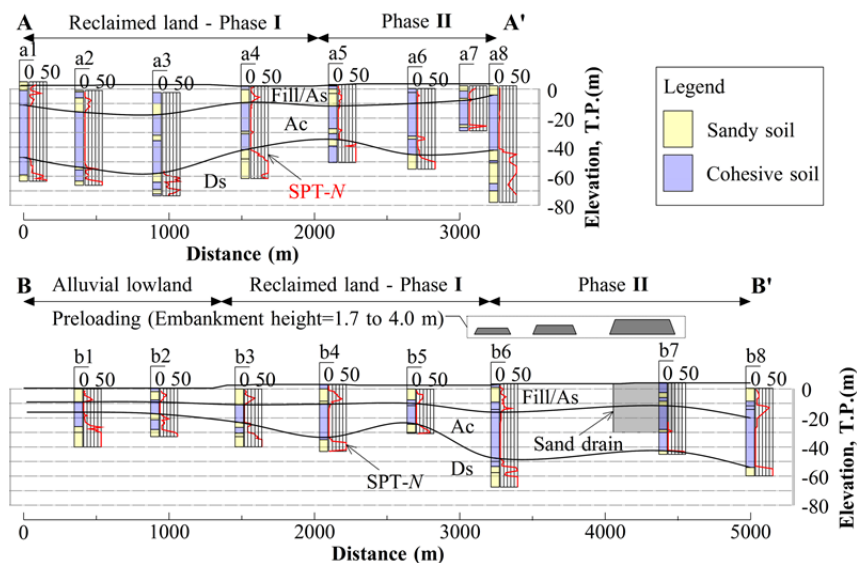 A Reclaimed land - Phase I Phase II A'
a1 a2 a3 a4 a5 a6 a7 a8
0 50 0 50 0 50 0 50 0 50 0 50 0 50 0 50
Fill/As
Ac
Ds
SPT-N
0
-20
-40
-60
-80
Elevation, T.P.(m)
0 1000 2000 3000
Distance (m)
Legend
Sandy soil
Cohesive soil
B Alluvial lowland Reclaimed land - Phase I Phase II B'
Preloading (Embankment height=1.7 to 4.0 m)
b1 b2 b3 b4 b5 b6 b7 b8
0 50 0 50 0 50 0 50 0 50 0 50 0 50 0 50
Fill/As
Ac
Sand drain
Ds
SPT-N
0
-20
-40
-60
-80
Elevation, T.P.(m)
0 1000 2000 3000 4000 5000
Distance (m)